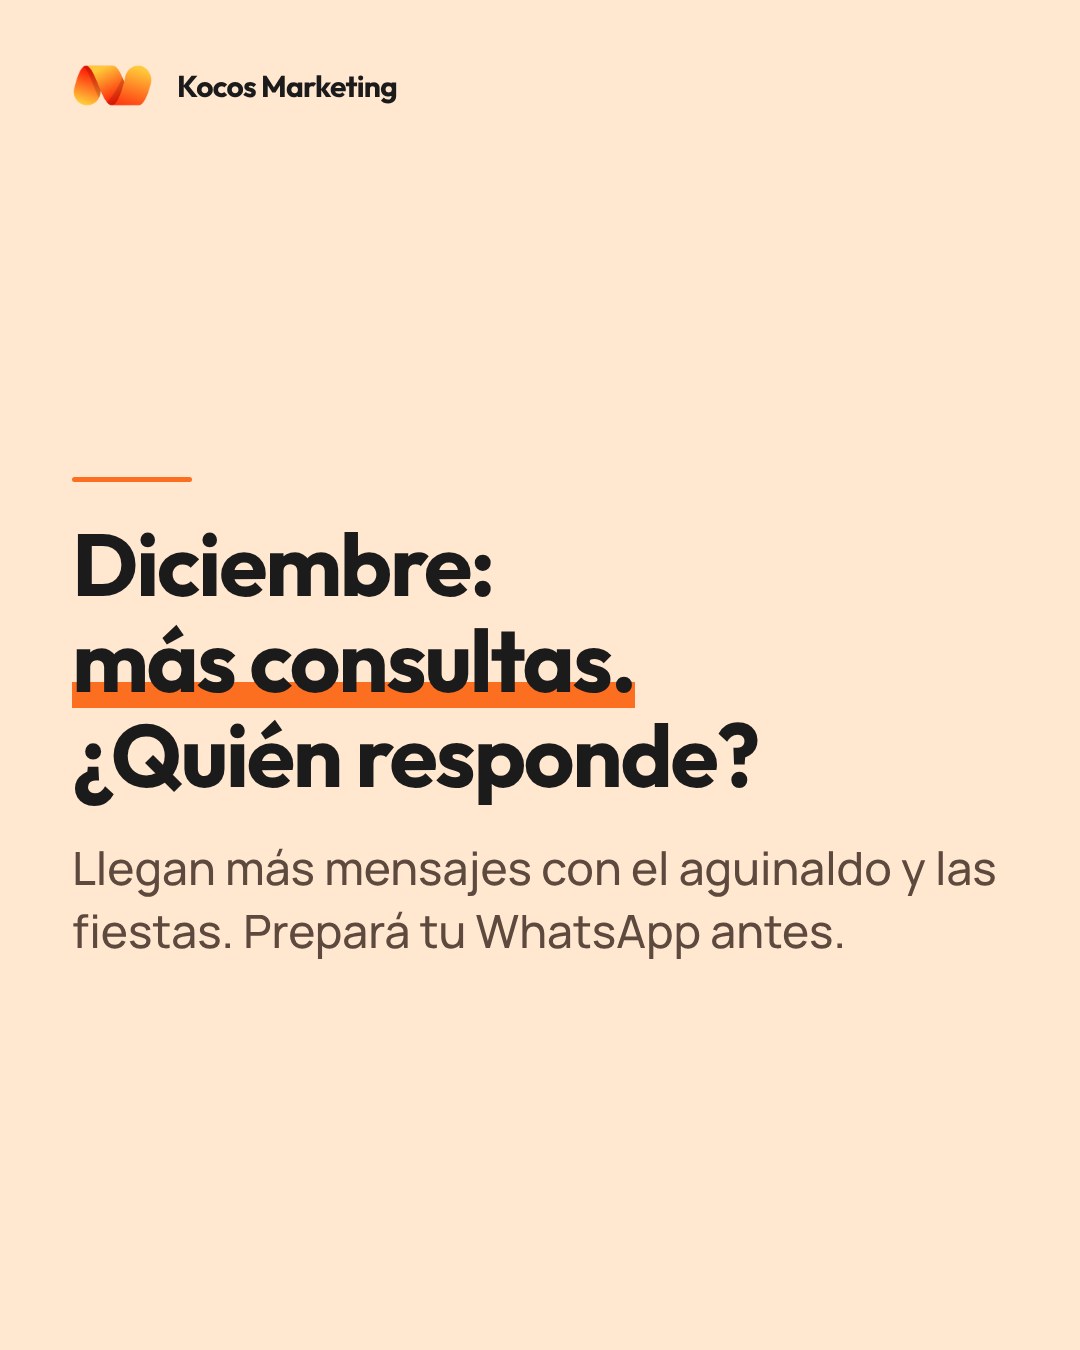 Kocos Marketing
Diciembre:
más consultas.
¿Quién responde?
Llegan más mensajes con el aguinaldo y las
fiestas. Prepará tu WhatsApp antes.